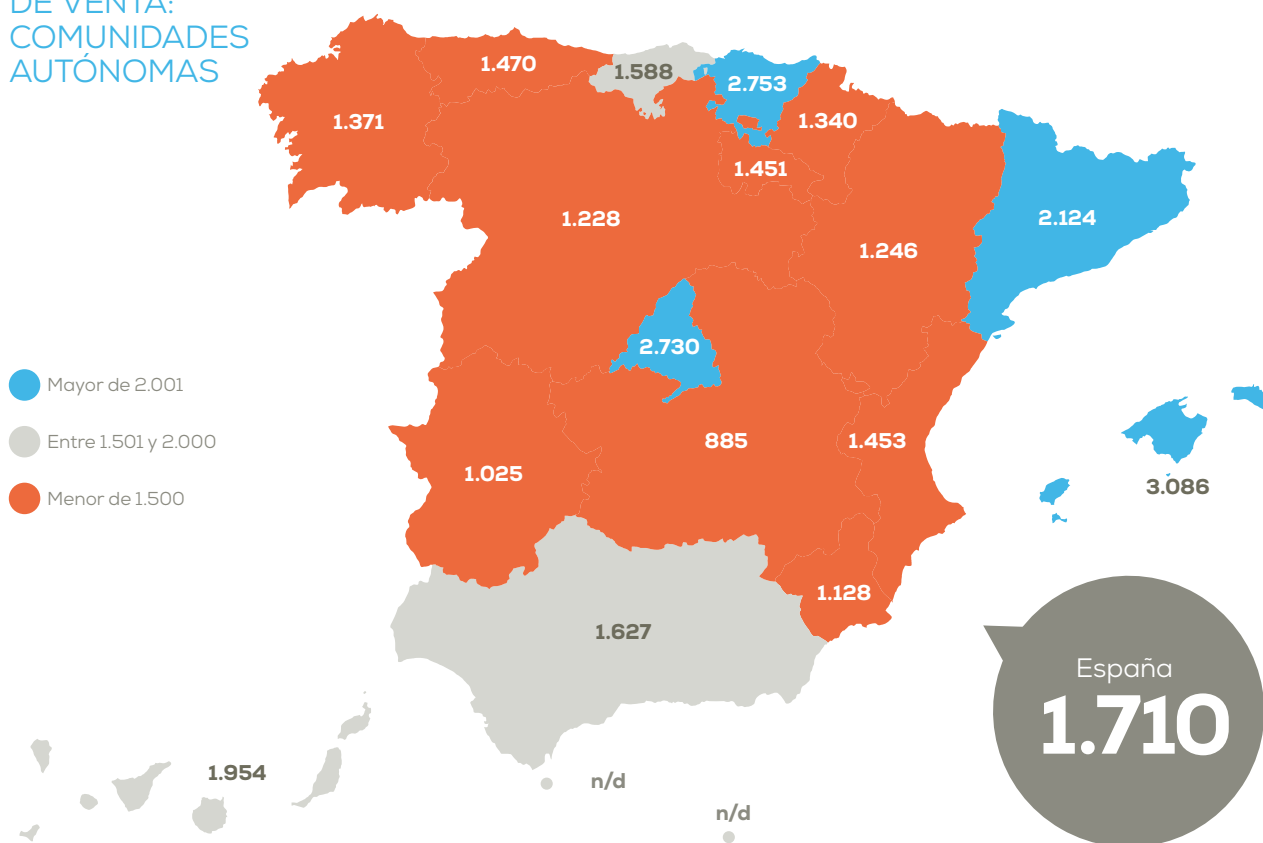 DE VENTA:
COMUNIDADES
AUTÓNOMAS
1.470
1.588
2.753
1.371
1.340
1.451
1.228
2.124
1.246
2.730
Mayor de 2.001
Entre 1.501 y 2.000
885
1.453
1.025
3.086
Menor de 1.500
1.128
1.627
España
1.710
1.954
n/d
n/d